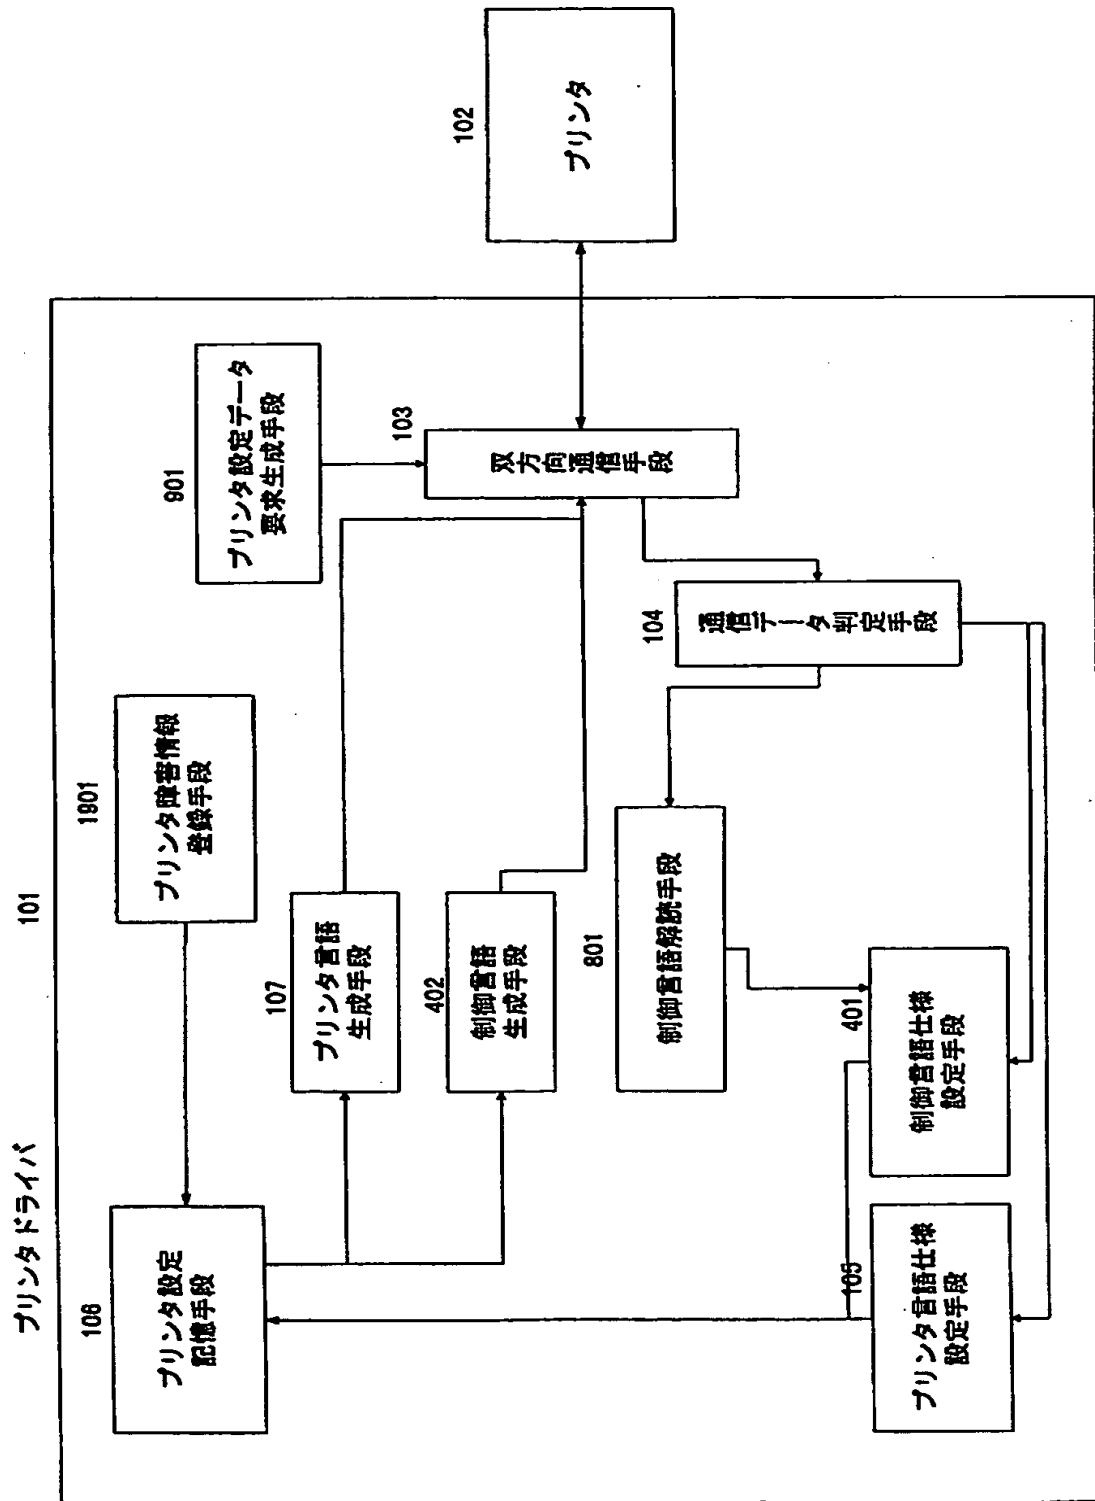 プリンタドライバ
101
106
プリンタ設定
記憶手段
1901
プリンタ障害情報
登録手段
901
プリンタ設定データ
要求生成手段
107
プリンタ言語
生成手段
402
制御言語
生成手段
103
双方向通信手段
102
プリンタ
104
通信データ判定手段
801
制御言語解読手段
401
制御言語仕様
設定手段
105
プリンタ言語仕様
設定手段